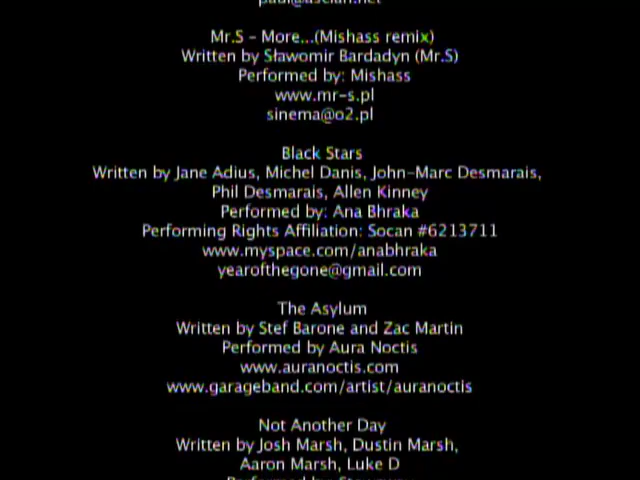 Mr.S - More...(Mishass remix)
Written by Sławomir Bardadyn (Mr.S)
Performed by: Mishass
www.mr-s.pl
sinema@o2.pl
Black Stars
Written by Jane Adius, Michel Danis, John-Marc Desmarais,
Phil Desmarais, Allen Kinney
Performed by: Ana Bhraka
Performing Rights Affiliation: Socan #6213711
www.myspace.com/anabhraka
yearofthegone@gmail.com
The Asylum
Written by Stef Barone and Zac Martin
Performed by Aura Noctis
www.auranoctis.com
www.garageband.com/artist/auranoctis
Not Another Day
Written by Josh Marsh, Dustin Marsh,
Aaron Marsh, Luke D
Performed by